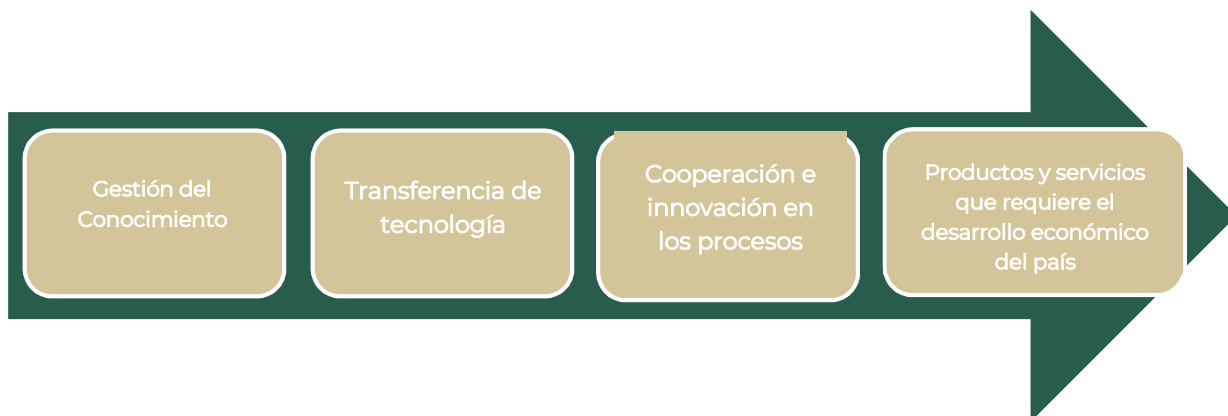 Gestión del
Conocimiento
Transferencia de
tecnología
Cooperación e
innovación en
los procesos
Productos y servicios
que requiere el
desarrollo económico
del país